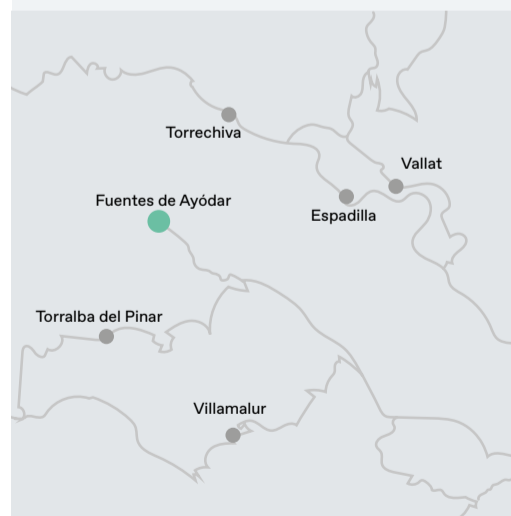 Torrechiva
Vallat
Fuentes de Ayódar
Espadilla
Torralba del Pinar
Villamalur